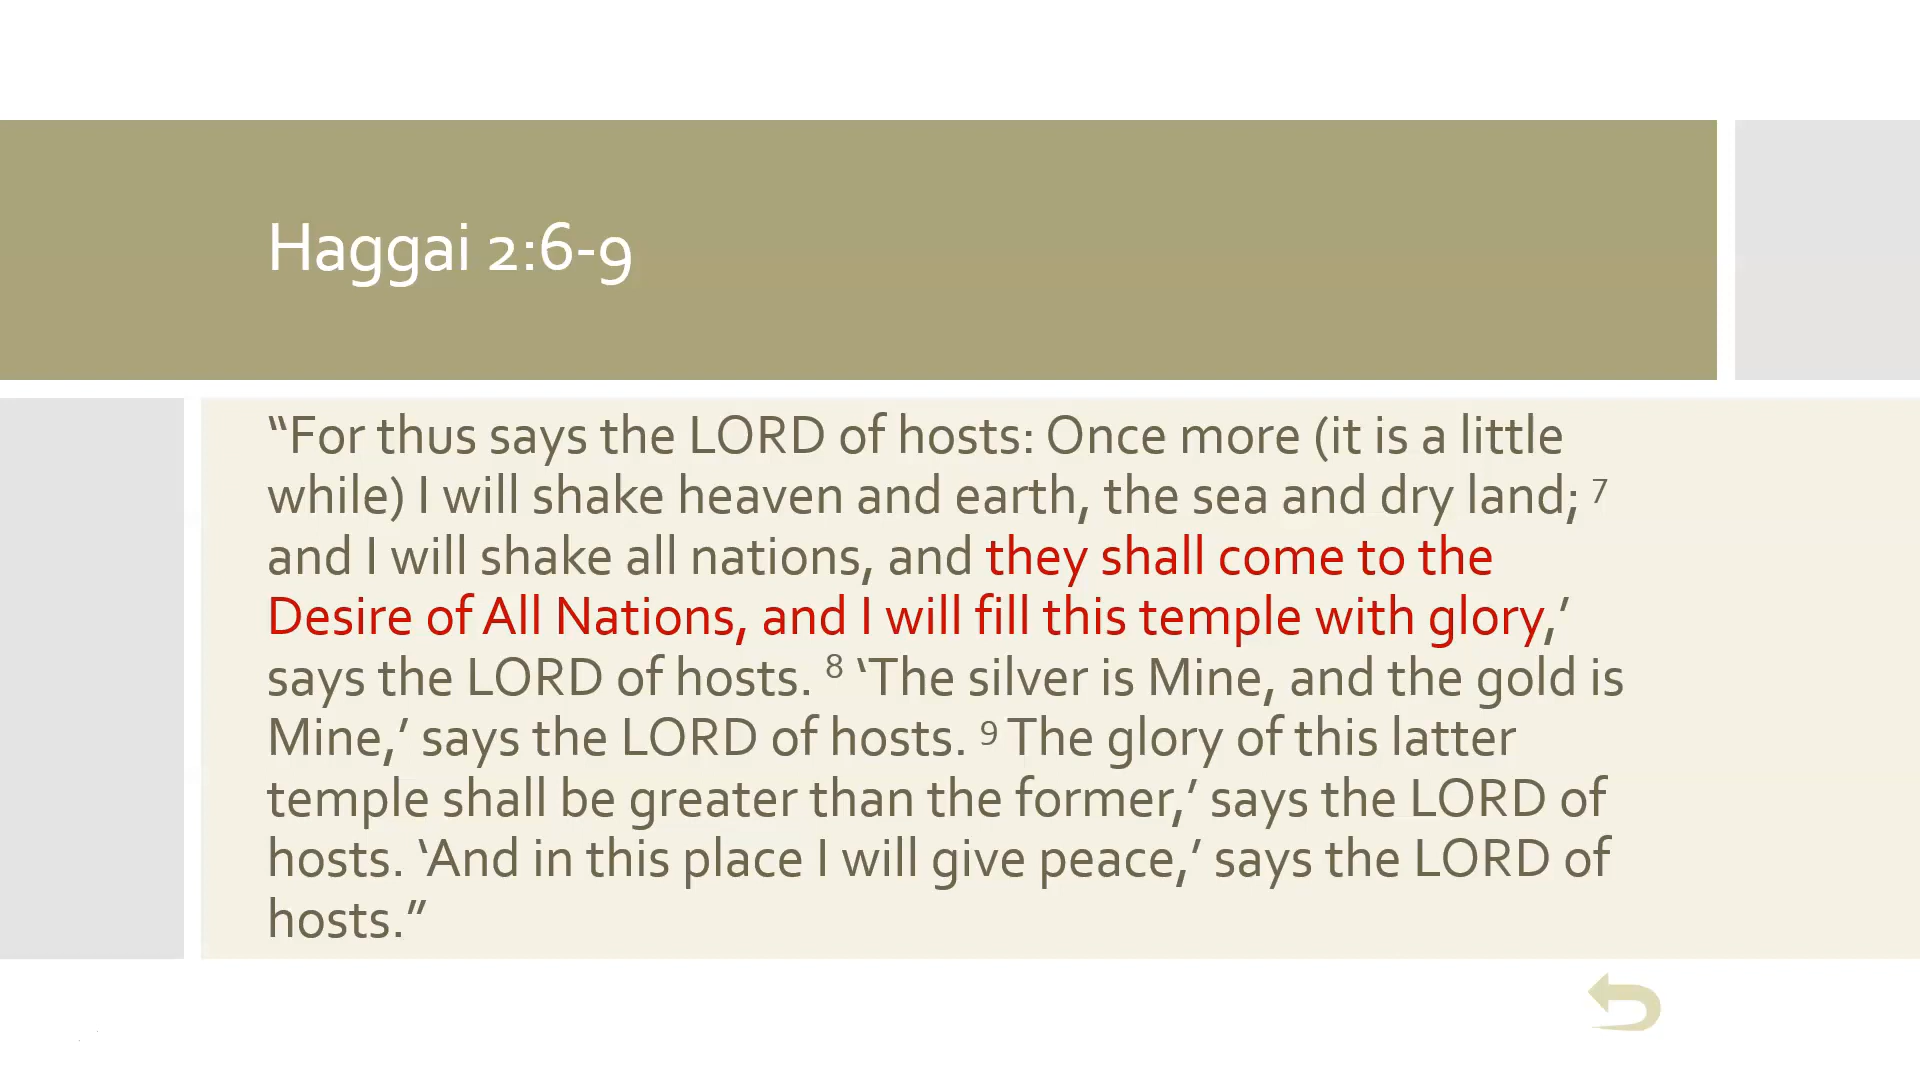 Haggai 2:6-9
“For thus says the LORD of hosts: Once more (it is a little
while) I will shake heaven and earth, the sea and dry land; 7
and I will shake all nations, and they shall come to the
Desire of All Nations, and I will fill this temple with glory,’
says the LORD of hosts. 8 ‘The silver is Mine, and the gold is
Mine,’ says the LORD of hosts. 9 The glory of this latter
temple shall be greater than the former,’ says the LORD of
hosts. ‘And in this place I will give peace,’ says the LORD of
hosts.”